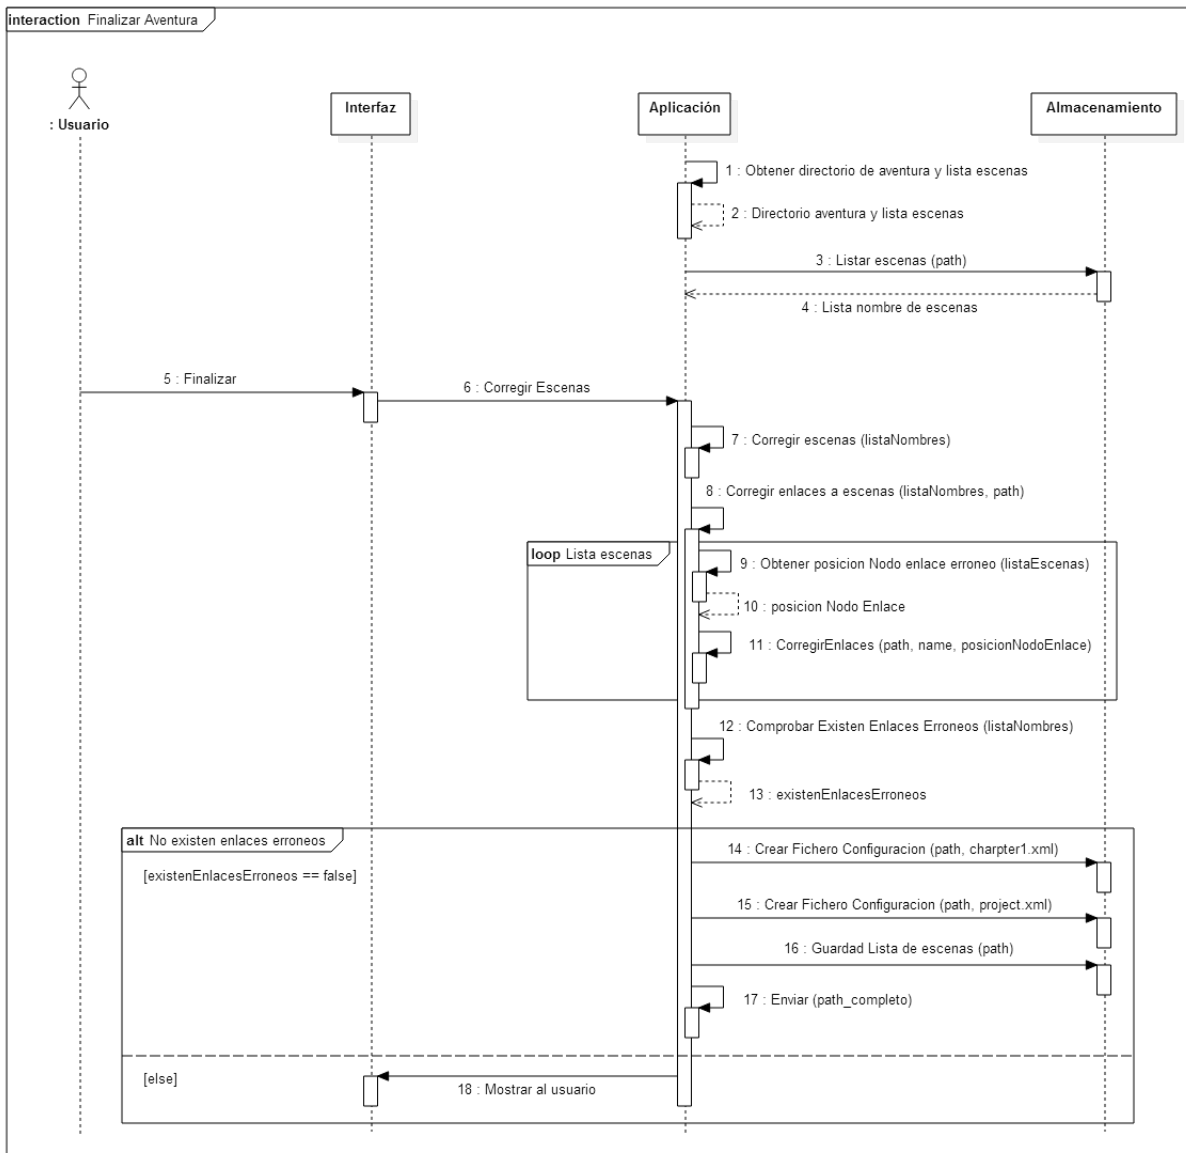 interaction Finalizar Aventura
: Usuario
Interfaz
Aplicación
Almacenamiento
1 : Obtener directorio de aventura y lista escenas
2 : Directorio aventura y lista escenas
3 : Listar escenas (path)
4 : Lista nombre de escenas
5 : Finalizar
6 : Corregir Escenas
7 : Corregir escenas (listaNombres)
8 : Corregir enlaces a escenas (listaNombres, path)
loop Lista escenas
9 : Obtener posicion Nodo enlace erroneo (listaEscenas)
10 : posicion Nodo Enlace
11 : CorregirEnlaces (path, name, posicionNodoEnlace)
12 : Comprobar Existen Enlaces Erroneos (listaNombres)
13 : existenEnlacesErroneos
alt No existen enlaces erroneos
14 : Crear Fichero Configuracion (path, charpter1.xml)
[existenEnlacesErroneos == false]
15 : Crear Fichero Configuracion (path, project.xml)
16 : Guardad Lista de escenas (path)
17 : Enviar (path_completo)
[else]
18 : Mostrar al usuario